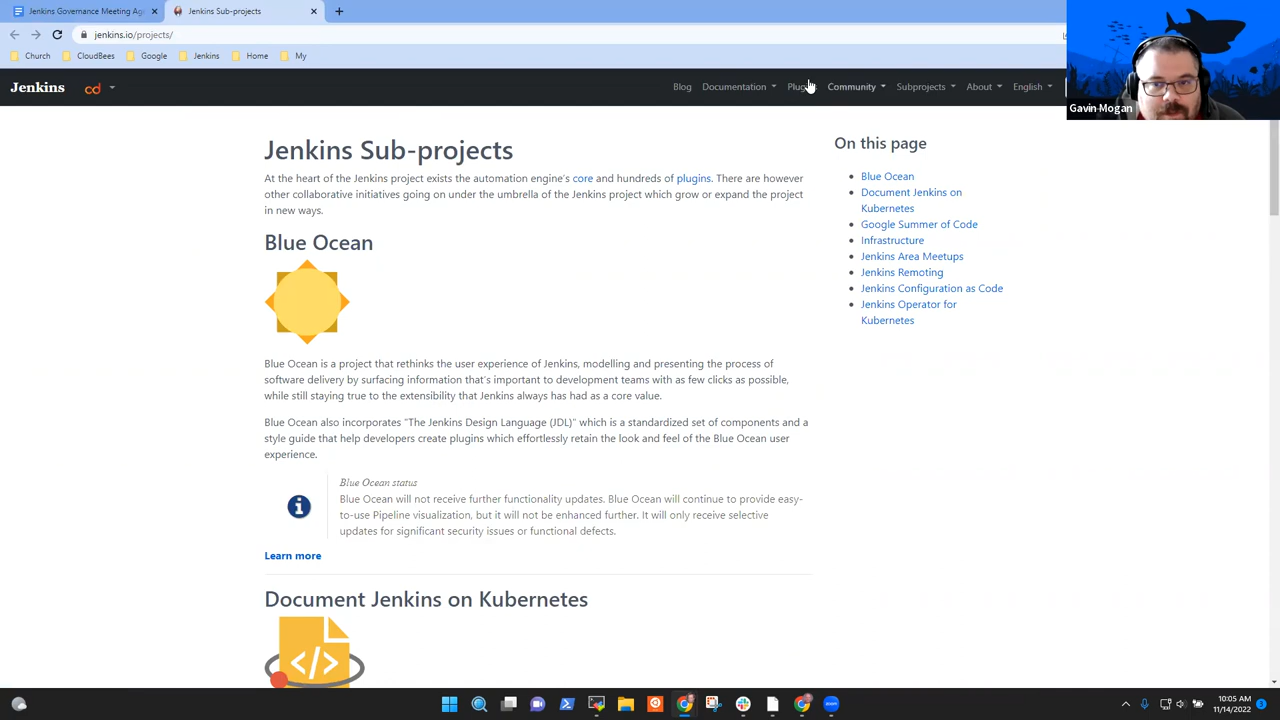 Jenkins Governance Meeting Ag
Jenkins Sub-projects
jenkins.io/projects/
Church
CloudBees
Google
Jenkins
Home
My
Jenkins
cd
Blog
Documentation
Community
Subprojects
About
English
Gavin Mogan
Jenkins Sub-projects
At the heart of the Jenkins project exists the automation engine's core and hundreds of plugins. There are however
other collaborative initiatives going on under the umbrella of the Jenkins project which grow or expand the project
in new ways.
Blue Ocean
Blue Ocean is a project that rethinks the user experience of Jenkins, modelling and presenting the process of
software delivery by surfacing information that's important to development teams with as few clicks as possible,
while still staying true to the extensibility that Jenkins always has had as a core value.
Blue Ocean also incorporates "The Jenkins Design Language (JDL)" which is a standardized set of components and a
style guide that help developers create plugins which effortlessly retain the look and feel of the Blue Ocean user
experience.
Blue Ocean status
Blue Ocean will not receive further functionality updates. Blue Ocean will continue to provide easy-
to-use Pipeline visualization, but it will not be enhanced further. It will only receive selective
updates for significant security issues or functional defects.
Learn more
Document Jenkins on Kubernetes
On this page
Blue Ocean
Document Jenkins on
Kubernetes
Google Summer of Code
Infrastructure
Jenkins Area Meetups
Jenkins Remoting
Jenkins Configuration as Code
Jenkins Operator for
Kubernetes
10:05 AM
11/14/2022